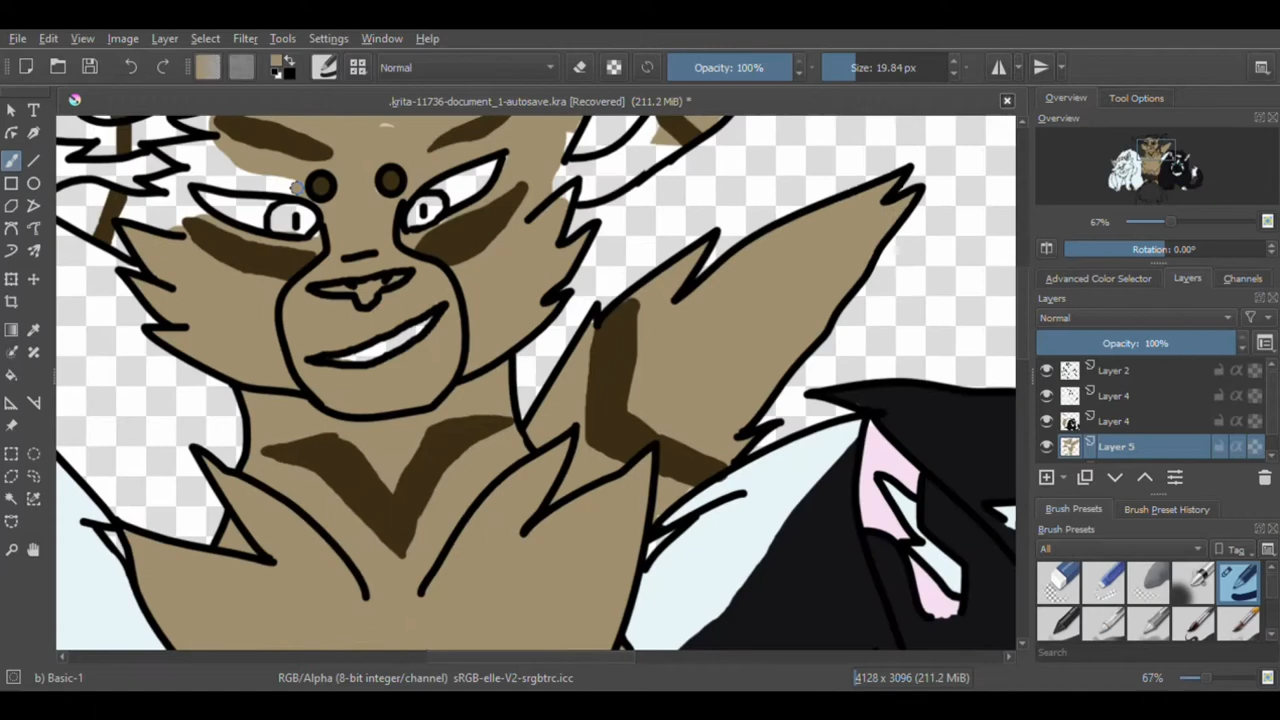 File Edit View Image Layer Select Filter Tools Settings Window Help
Normal Opacity: 100% Size: 19.84 px
.krita-11736-document_1-autosave.kra [Recovered] (211.2 MiB) *
Overview Tool Options
Overview
67%
Rotation: 0.00°
Advanced Color Selector Layers Channels
Layers
Normal
Opacity: 100%
Layer 2
Layer 4
Layer 4
Layer 5
Brush Presets Brush Preset History
Brush Presets
All Tag
Search
b) Basic-1 RGB/Alpha (8-bit integer/channel) sRGB-elle-V2-srgbtrc.icc 4128 x 3096 (211.2 MiB) 67%